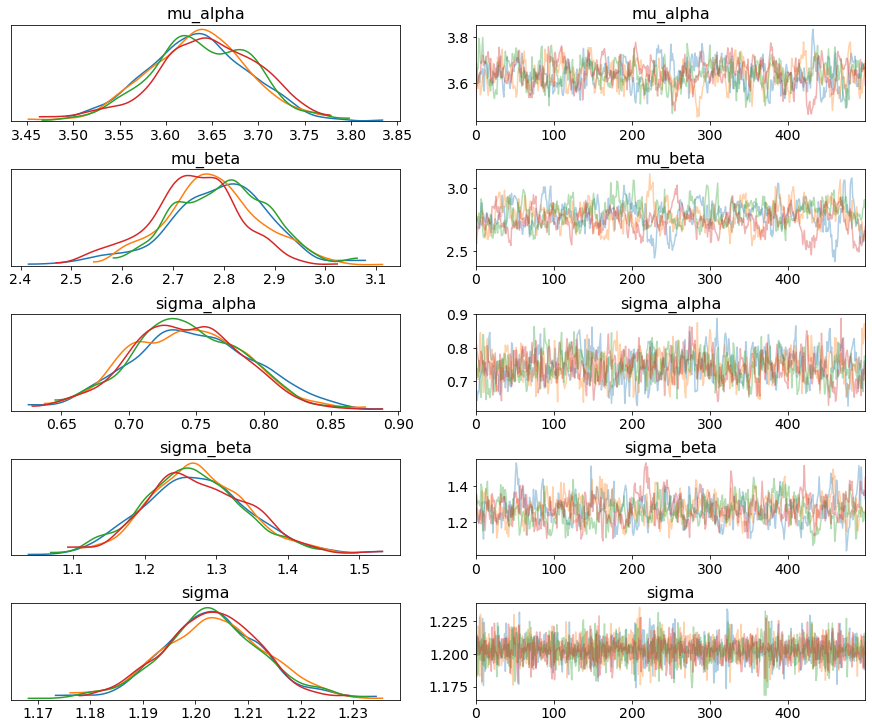 mu_alpha
3.45 3.50 3.55 3.60 3.65 3.70 3.75 3.80 3.85
mu_alpha
3.8
3.6
0 100 200 300 400
mu_beta
2.4 2.5 2.6 2.7 2.8 2.9 3.0 3.1
mu_beta
3.0
2.5
0 100 200 300 400
sigma_alpha
0.65 0.70 0.75 0.80 0.85 0.90
sigma_alpha
0.9
0.8
0.7
0 100 200 300 400
sigma_beta
1.1 1.2 1.3 1.4 1.5
sigma_beta
1.4
1.2
0 100 200 300 400
sigma
1.17 1.18 1.19 1.20 1.21 1.22 1.23
sigma
1.225
1.200
1.175
0 100 200 300 400